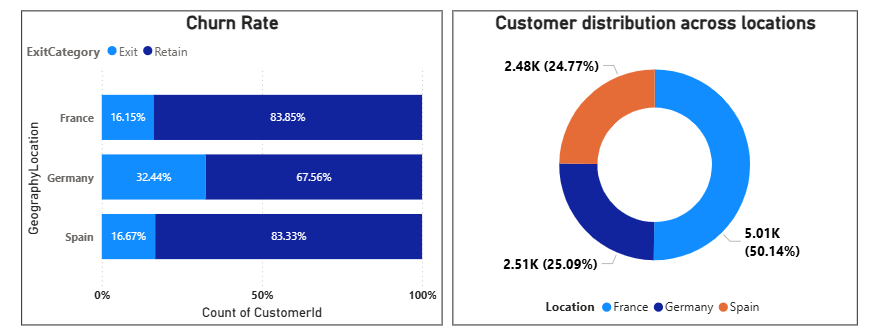 Churn Rate
ExitCategory Exit Retain
GeographyLocation
France 16.15% 83.85%
Germany 32.44% 67.56%
Spain 16.67% 83.33%
0% 50% 100%
Count of CustomerId
Customer distribution across locations
2.48K (24.77%)
5.01K
(50.14%)
2.51K (25.09%)
Location France Germany Spain